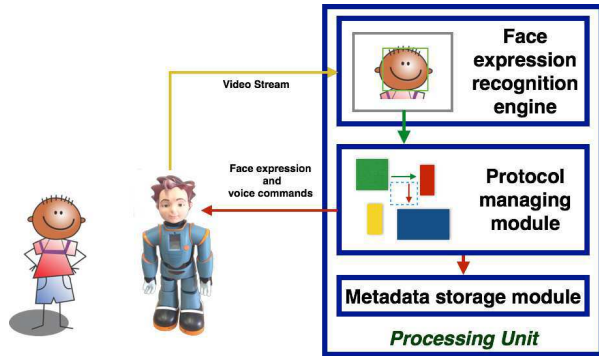 Video Stream
Face expression
and
voice commands
Face
expression
recognition
engine
Protocol
managing
module
Metadata storage module
Processing Unit